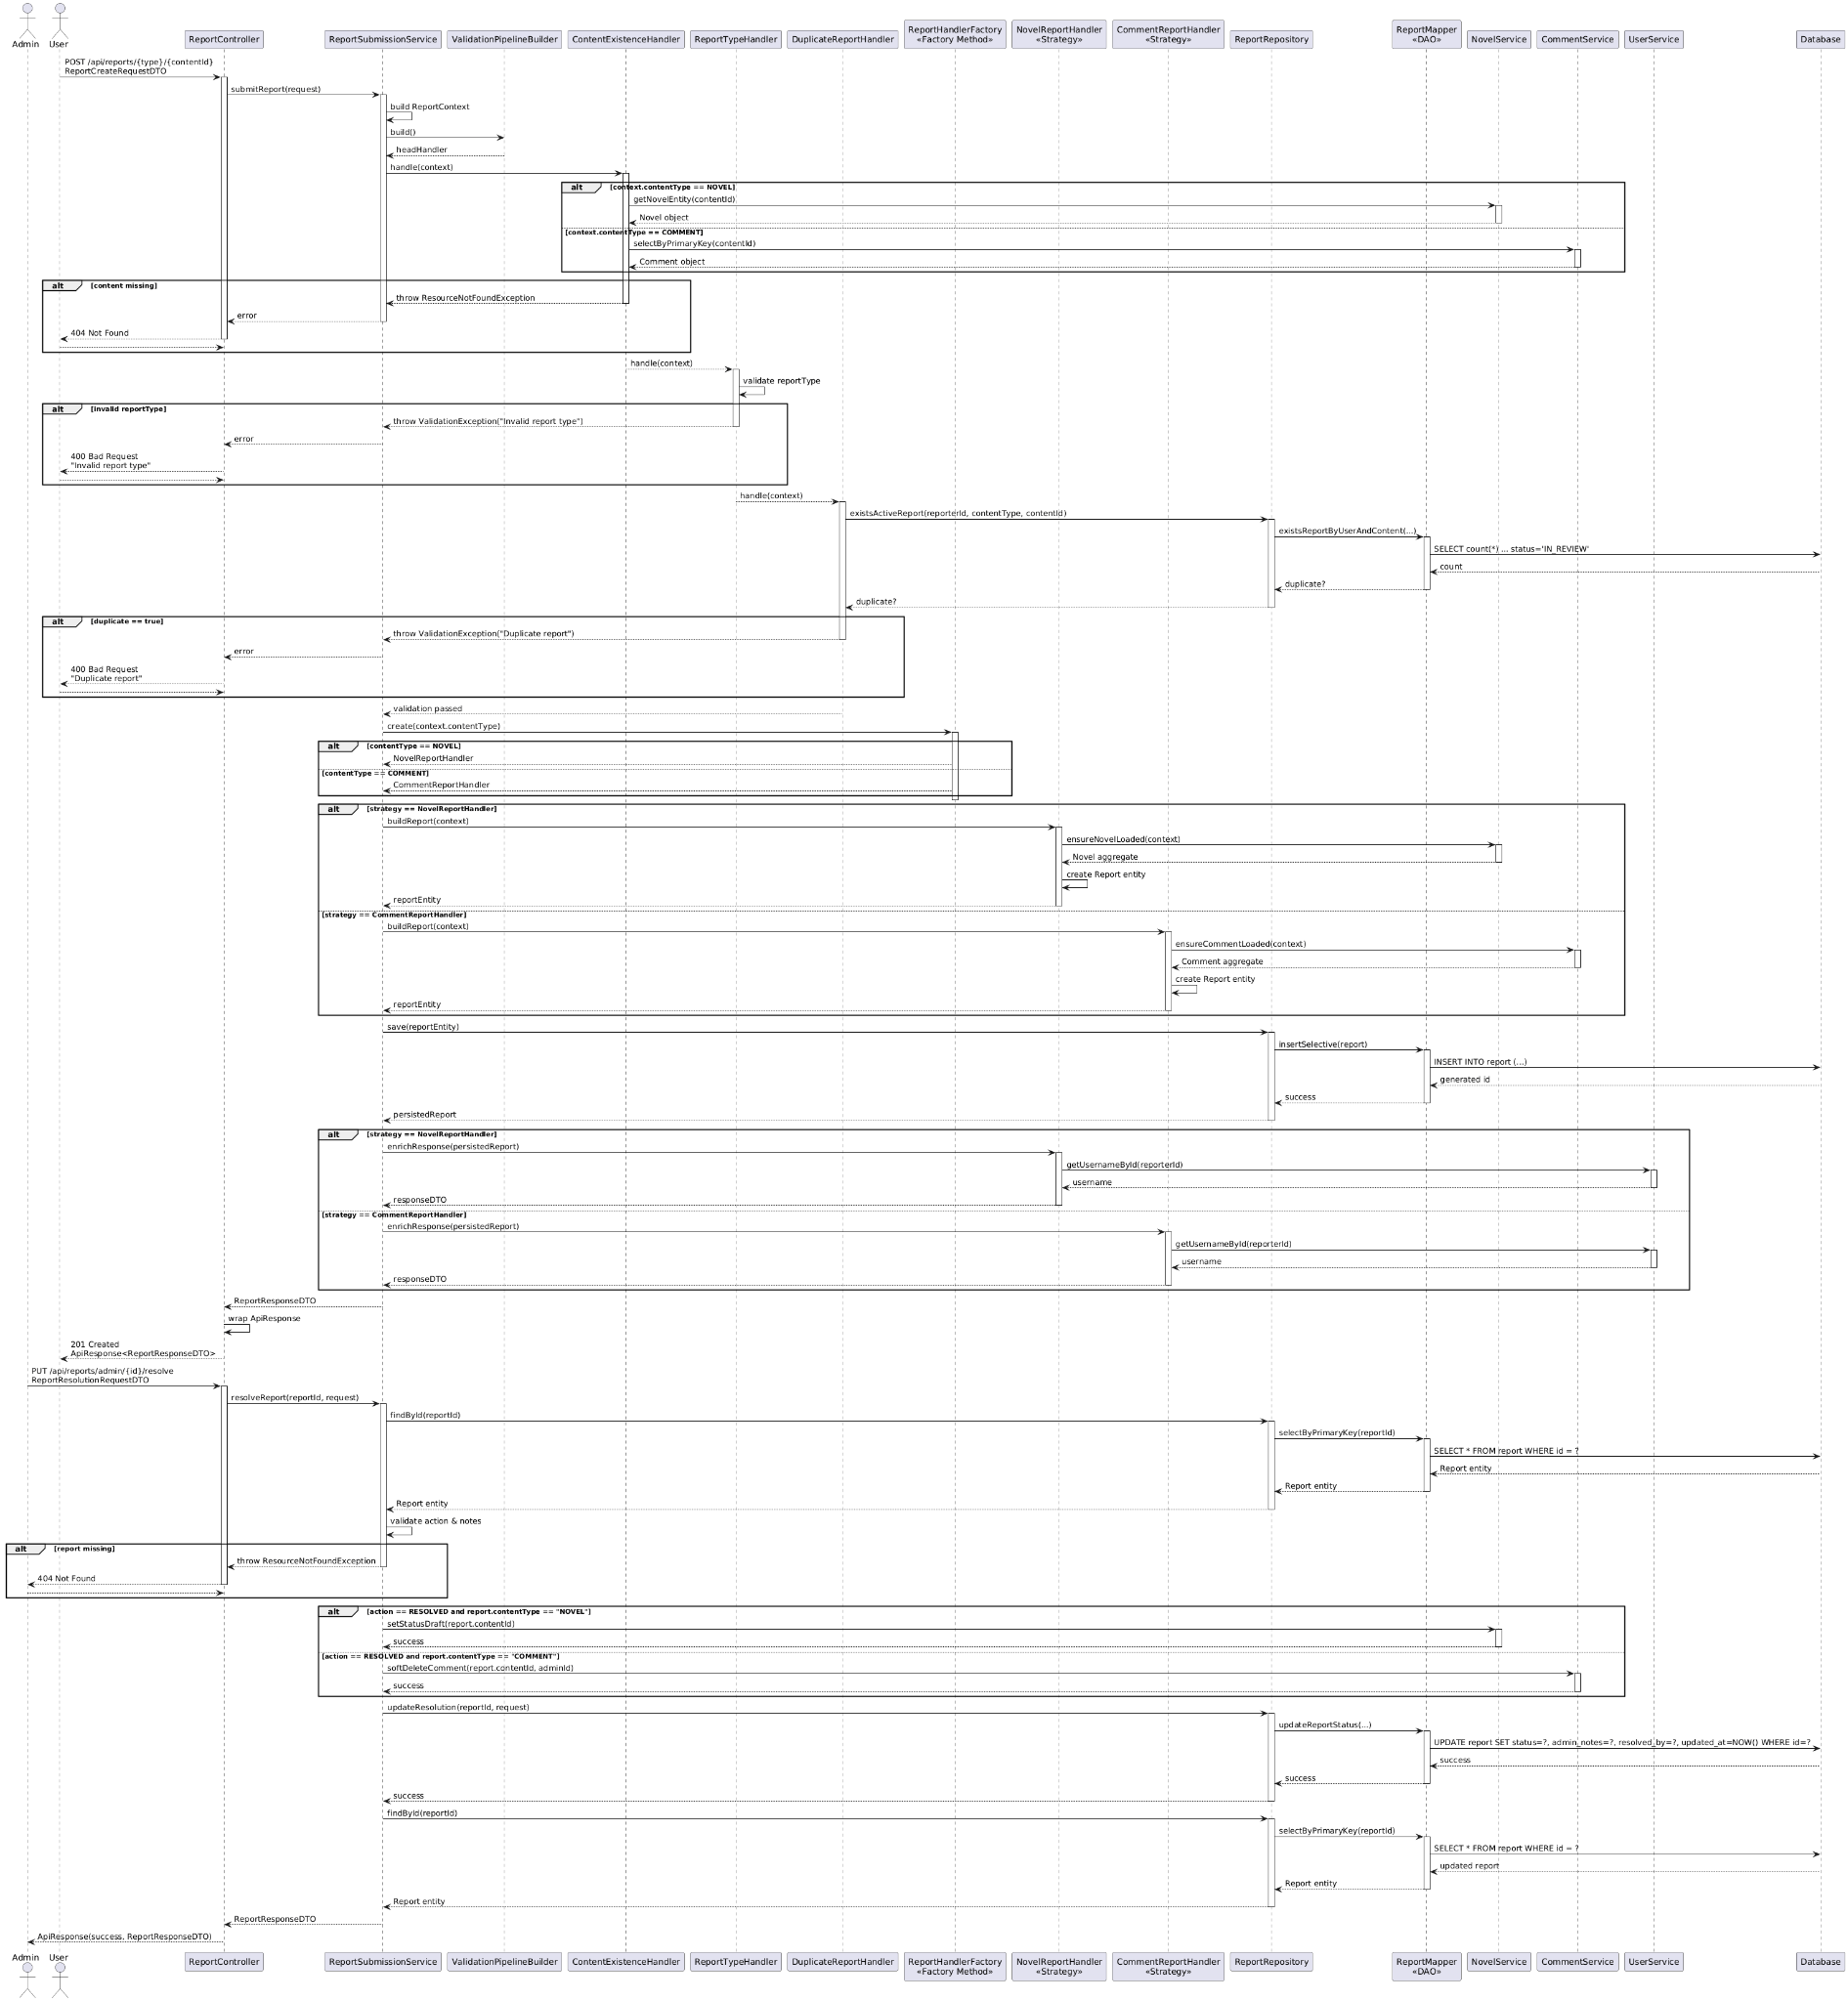 Admin
User
ReportController
ReportSubmissionService
ValidationPipelineBuilder
ContentExistenceHandler
ReportTypeHandler
DuplicateReportHandler
ReportHandlerFactory
«Factory Method»
NovelReportHandler
«Strategy»
CommentReportHandler
«Strategy»
ReportRepository
ReportMapper
«DAO»
NovelService
CommentService
UserService
Database
POST /api/reports/{type}/{contentId}
ReportCreateRequestDTO
submitReport(request)
build ReportContext
build()
headHandler
handle(context)
alt [context.contentType == NOVEL]
getNovelEntity(contentId)
Novel object
[context.contentType == COMMENT]
selectByPrimaryKey(contentId)
Comment object
alt [content missing]
throw ResourceNotFoundException
error
404 Not Found
handle(context)
validate reportType
alt [invalid reportType]
throw ValidationException("Invalid report type")
error
400 Bad Request
"Invalid report type"
handle(context)
existsActiveReport(reporterId, contentType, contentId)
existsReportByUserAndContent(...)
SELECT count(*) ... status='IN_REVIEW'
count
duplicate?
duplicate?
alt [duplicate == true]
throw ValidationException("Duplicate report")
error
400 Bad Request
"Duplicate report"
validation passed
create(context.contentType)
alt [contentType == NOVEL]
NovelReportHandler
[contentType == COMMENT]
CommentReportHandler
alt [strategy == NovelReportHandler]
buildReport(context)
ensureNovelLoaded(context)
Novel aggregate
create Report entity
reportEntity
[strategy == CommentReportHandler]
buildReport(context)
ensureCommentLoaded(context)
Comment aggregate
create Report entity
reportEntity
save(reportEntity)
insertSelective(report)
INSERT INTO report (...)
generated id
success
persistedReport
alt [strategy == NovelReportHandler]
enrichResponse(persistedReport)
getUsernameById(reporterId)
username
responseDTO
[strategy == CommentReportHandler]
enrichResponse(persistedReport)
getUsernameById(reporterId)
username
responseDTO
ReportResponseDTO
wrap ApiResponse
201 Created
ApiResponse<ReportResponseDTO>
PUT /api/reports/admin/{id}/resolve
ReportResolutionRequestDTO
resolveReport(reportId, request)
findById(reportId)
selectByPrimaryKey(reportId)
SELECT * FROM report WHERE id = ?
Report entity
Report entity
Report entity
validate action & notes
alt [report missing]
throw ResourceNotFoundException
404 Not Found
alt [action == RESOLVED and report.contentType == "NOVEL"]
setStatusDraft(report.contentId)
success
[action == RESOLVED and report.contentType == "COMMENT"]
softDeleteComment(report.contentId, adminId)
success
updateResolution(reportId, request)
updateReportStatus(...)
UPDATE report SET status=?, admin_notes=?, resolved_by=?, updated_at=NOW() WHERE id=?
success
success
success
findById(reportId)
selectByPrimaryKey(reportId)
SELECT * FROM report WHERE id = ?
updated report
Report entity
Report entity
ReportResponseDTO
ApiResponse(success, ReportResponseDTO)
Admin
User
ReportController
ReportSubmissionService
ValidationPipelineBuilder
ContentExistenceHandler
ReportTypeHandler
DuplicateReportHandler
ReportHandlerFactory
«Factory Method»
NovelReportHandler
«Strategy»
CommentReportHandler
«Strategy»
ReportRepository
ReportMapper
«DAO»
NovelService
CommentService
UserService
Database